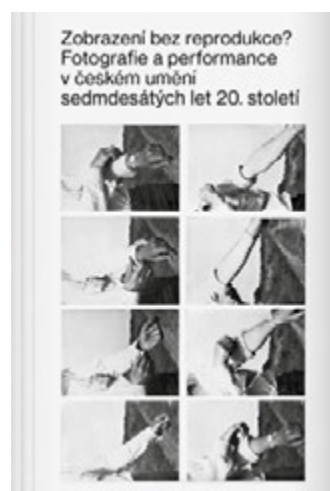 Zobrazení bez reprodukce?
Fotografie a performance
v českém umění
sedmdesátých let 20. století